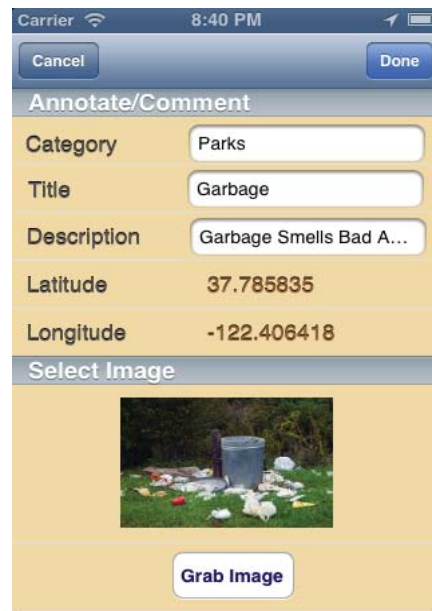 Carrier 8:40 PM
Cancel Done
Annotate/Comment
Category Parks
Title Garbage
Description Garbage Smells Bad A...
Latitude 37.785835
Longitude -122.406418
Select Image
Grab Image